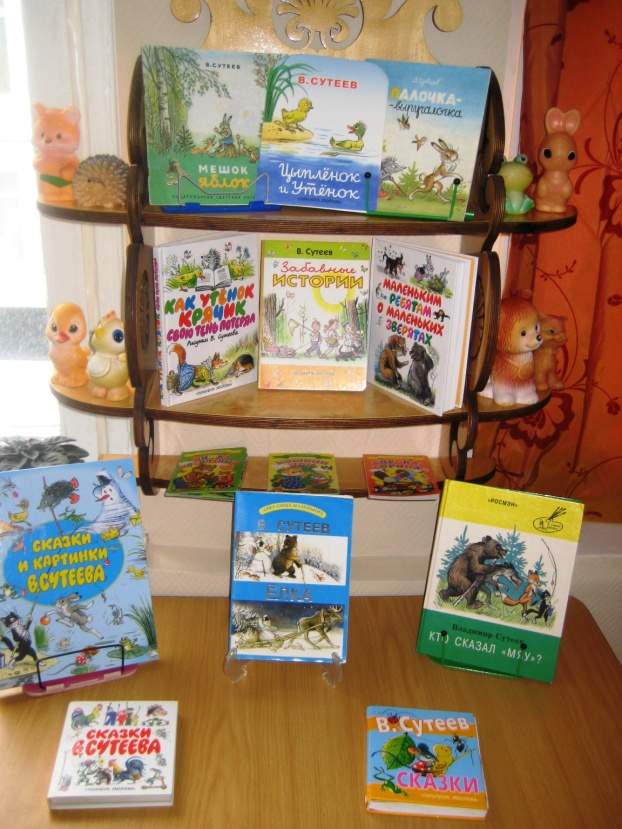 В. СУТЕЕВ
МЕШОК
ЯБЛОК
В. СУТЕЕВ
Цыплёнок
и Утёнок
В. Сутеев
ПАЛОЧКА-
выручалочка
КАК УТЁНОК
КРЯЧИК
СВОЮ ТЕНЬ ПОТЕРЯЛ
Рисунки В. Сутеева
В. Сутеев
Забавные
ИСТОРИИ
МАЛЕНЬКИМ
РЕБЯТАМ
О МАЛЕНЬКИХ
ЗВЕРЯТАХ
СКАЗКИ
И КАРТИНКИ
В. СУТЕЕВА
В. СУТЕЕВ
ЁЛКА
«РОСМЭН»
Владимир Сутеев
КТО СКАЗАЛ «МЯУ»?
СКАЗКИ
В. СУТЕЕВА
В. Сутеев
СКАЗКИ